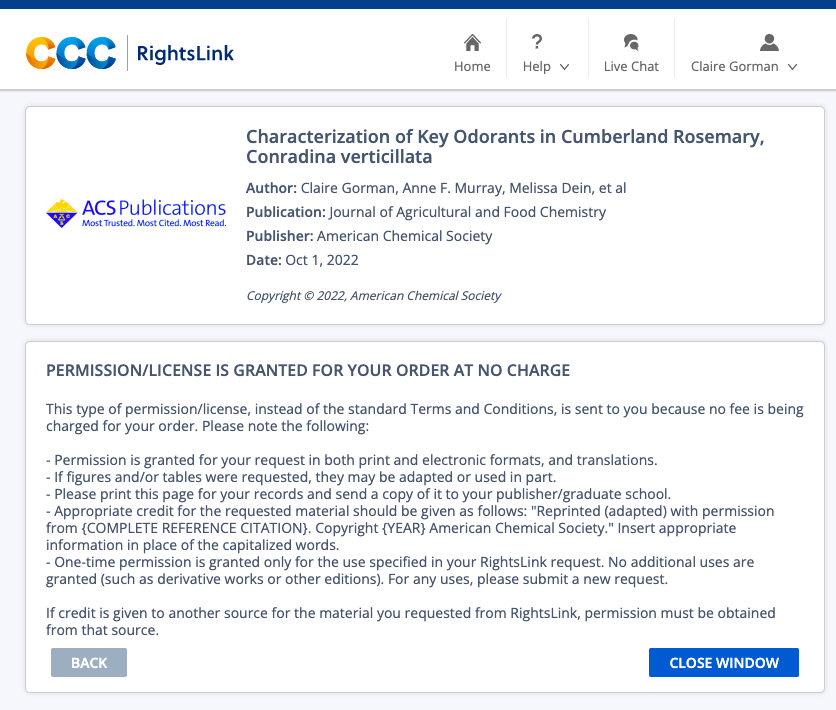 CCC RightsLink
Home
?
Help
Live Chat
Claire Gorman
Characterization of Key Odorants in Cumberland Rosemary,
Conradina verticillata
Author: Claire Gorman, Anne F. Murray, Melissa Dein, et al
ACS Publications
Most Trusted. Most Cited. Most Read.
Publication: Journal of Agricultural and Food Chemistry
Publisher: American Chemical Society
Date: Oct 1, 2022
Copyright © 2022, American Chemical Society
PERMISSION/LICENSE IS GRANTED FOR YOUR ORDER AT NO CHARGE
This type of permission/license, instead of the standard Terms and Conditions, is sent to you because no fee is being
charged for your order. Please note the following:
- Permission is granted for your request in both print and electronic formats, and translations.
- If figures and/or tables were requested, they may be adapted or used in part.
- Please print this page for your records and send a copy of it to your publisher/graduate school.
- Appropriate credit for the requested material should be given as follows: "Reprinted (adapted) with permission
from {COMPLETE REFERENCE CITATION}. Copyright {YEAR} American Chemical Society." Insert appropriate
information in place of the capitalized words.
- One-time permission is granted only for the use specified in your RightsLink request. No additional uses are
granted (such as derivative works or other editions). For any uses, please submit a new request.
If credit is given to another source for the material you requested from RightsLink, permission must be obtained
from that source.
BACK
CLOSE WINDOW